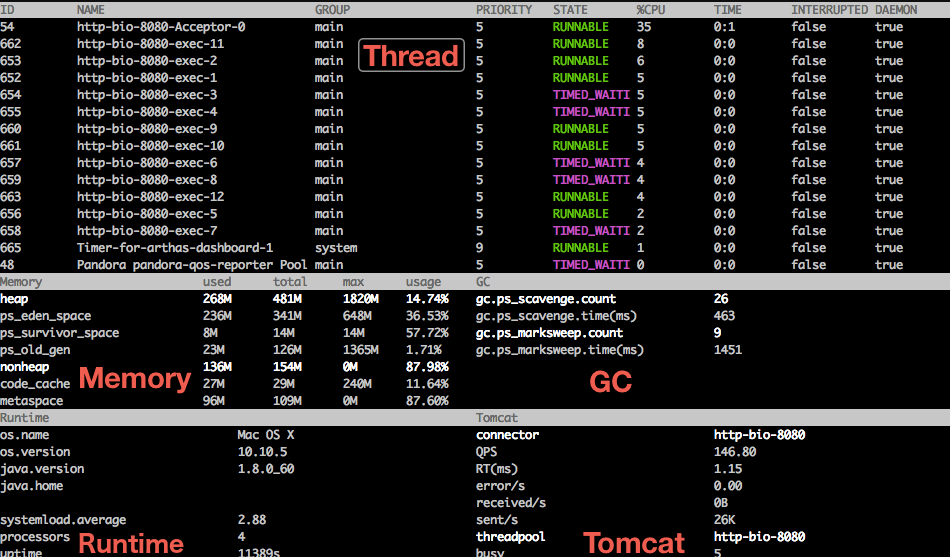 ID NAME GROUP PRIORITY STATE %CPU TIME INTERRUPTED DAEMON
54 http-bio-8080-Acceptor-0 main 5 RUNNABLE 35 0:1 false true
662 http-bio-8080-exec-11 main 5 RUNNABLE 8 0:0 false true
653 http-bio-8080-exec-2 main 5 RUNNABLE 6 0:0 false true
652 http-bio-8080-exec-1 main 5 RUNNABLE 5 0:0 false true
654 http-bio-8080-exec-3 main 5 TIMED_WAITI 5 0:0 false true
655 http-bio-8080-exec-4 main 5 TIMED_WAITI 5 0:0 false true
660 http-bio-8080-exec-9 main 5 RUNNABLE 5 0:0 false true
661 http-bio-8080-exec-10 main 5 RUNNABLE 5 0:0 false true
657 http-bio-8080-exec-6 main 5 TIMED_WAITI 4 0:0 false true
659 http-bio-8080-exec-8 main 5 TIMED_WAITI 4 0:0 false true
663 http-bio-8080-exec-12 main 5 RUNNABLE 4 0:0 false true
656 http-bio-8080-exec-5 main 5 RUNNABLE 2 0:0 false true
658 http-bio-8080-exec-7 main 5 TIMED_WAITI 2 0:0 false true
665 Timer-for-arthas-dashboard-1 system 9 RUNNABLE 1 0:0 false true
48 Pandora pandora-qos-reporter Pool main 5 TIMED_WAITI 0 0:0 false true
Thread
Memory used total max usage GC
heap 268M 481M 1820M 14.74% gc.ps_scavenge.count 26
ps_eden_space 236M 341M 648M 36.53% gc.ps_scavenge.time(ms) 463
ps_survivor_space 8M 14M 14M 57.72% gc.ps_marksweep.count 9
ps_old_gen 23M 126M 1365M 1.71% gc.ps_marksweep.time(ms) 1451
nonheap 136M 154M 0M 87.98%
code_cache 27M 29M 240M 11.64%
metaspace 96M 109M 0M 87.60%
Memory
GC
Runtime Tomcat
os.name Mac OS X connector http-bio-8080
os.version 10.10.5 QPS 146.80
java.version 1.8.0_60 RT(ms) 1.15
java.home error/s 0.00
received/s 0B
systemload.average 2.88 sent/s 26K
processors 4 threadpool http-bio-8080
uptime 11389s busy 5
Runtime
Tomcat